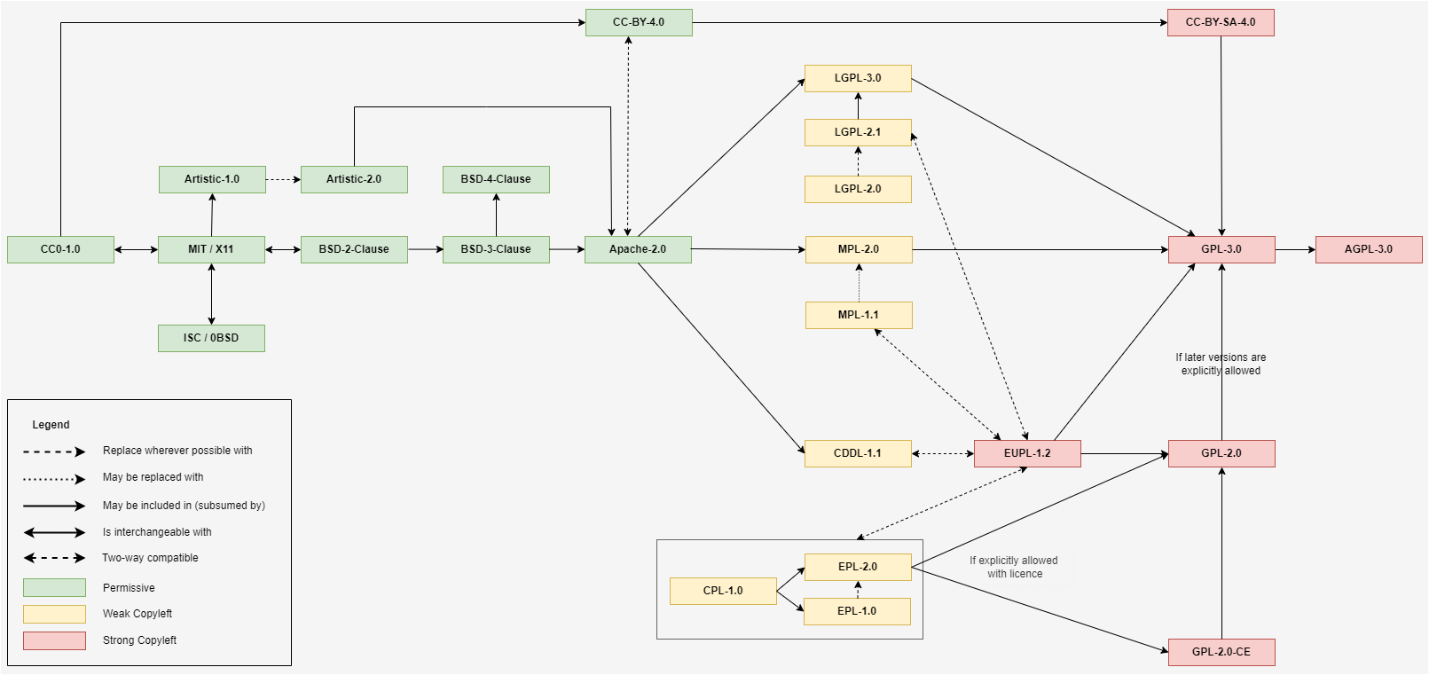 CC-BY-4.0
CC-BY-SA-4.0
LGPL-3.0
LGPL-2.1
Artistic-1.0
Artistic-2.0
BSD-4-Clause
LGPL-2.0
CC0-1.0
MIT / X11
BSD-2-Clause
BSD-3-Clause
Apache-2.0
MPL-2.0
GPL-3.0
AGPL-3.0
MPL-1.1
ISC / 0BSD
If later versions are
explicitly allowed
CDDL-1.1
EUPL-1.2
GPL-2.0
If explicitly allowed
with licence
CPL-1.0
EPL-2.0
EPL-1.0
GPL-2.0-CE
Legend
Replace wherever possible with
May be replaced with
May be included in (subsumed by)
Is interchangeable with
Two-way compatible
Permissive
Weak Copyleft
Strong Copyleft